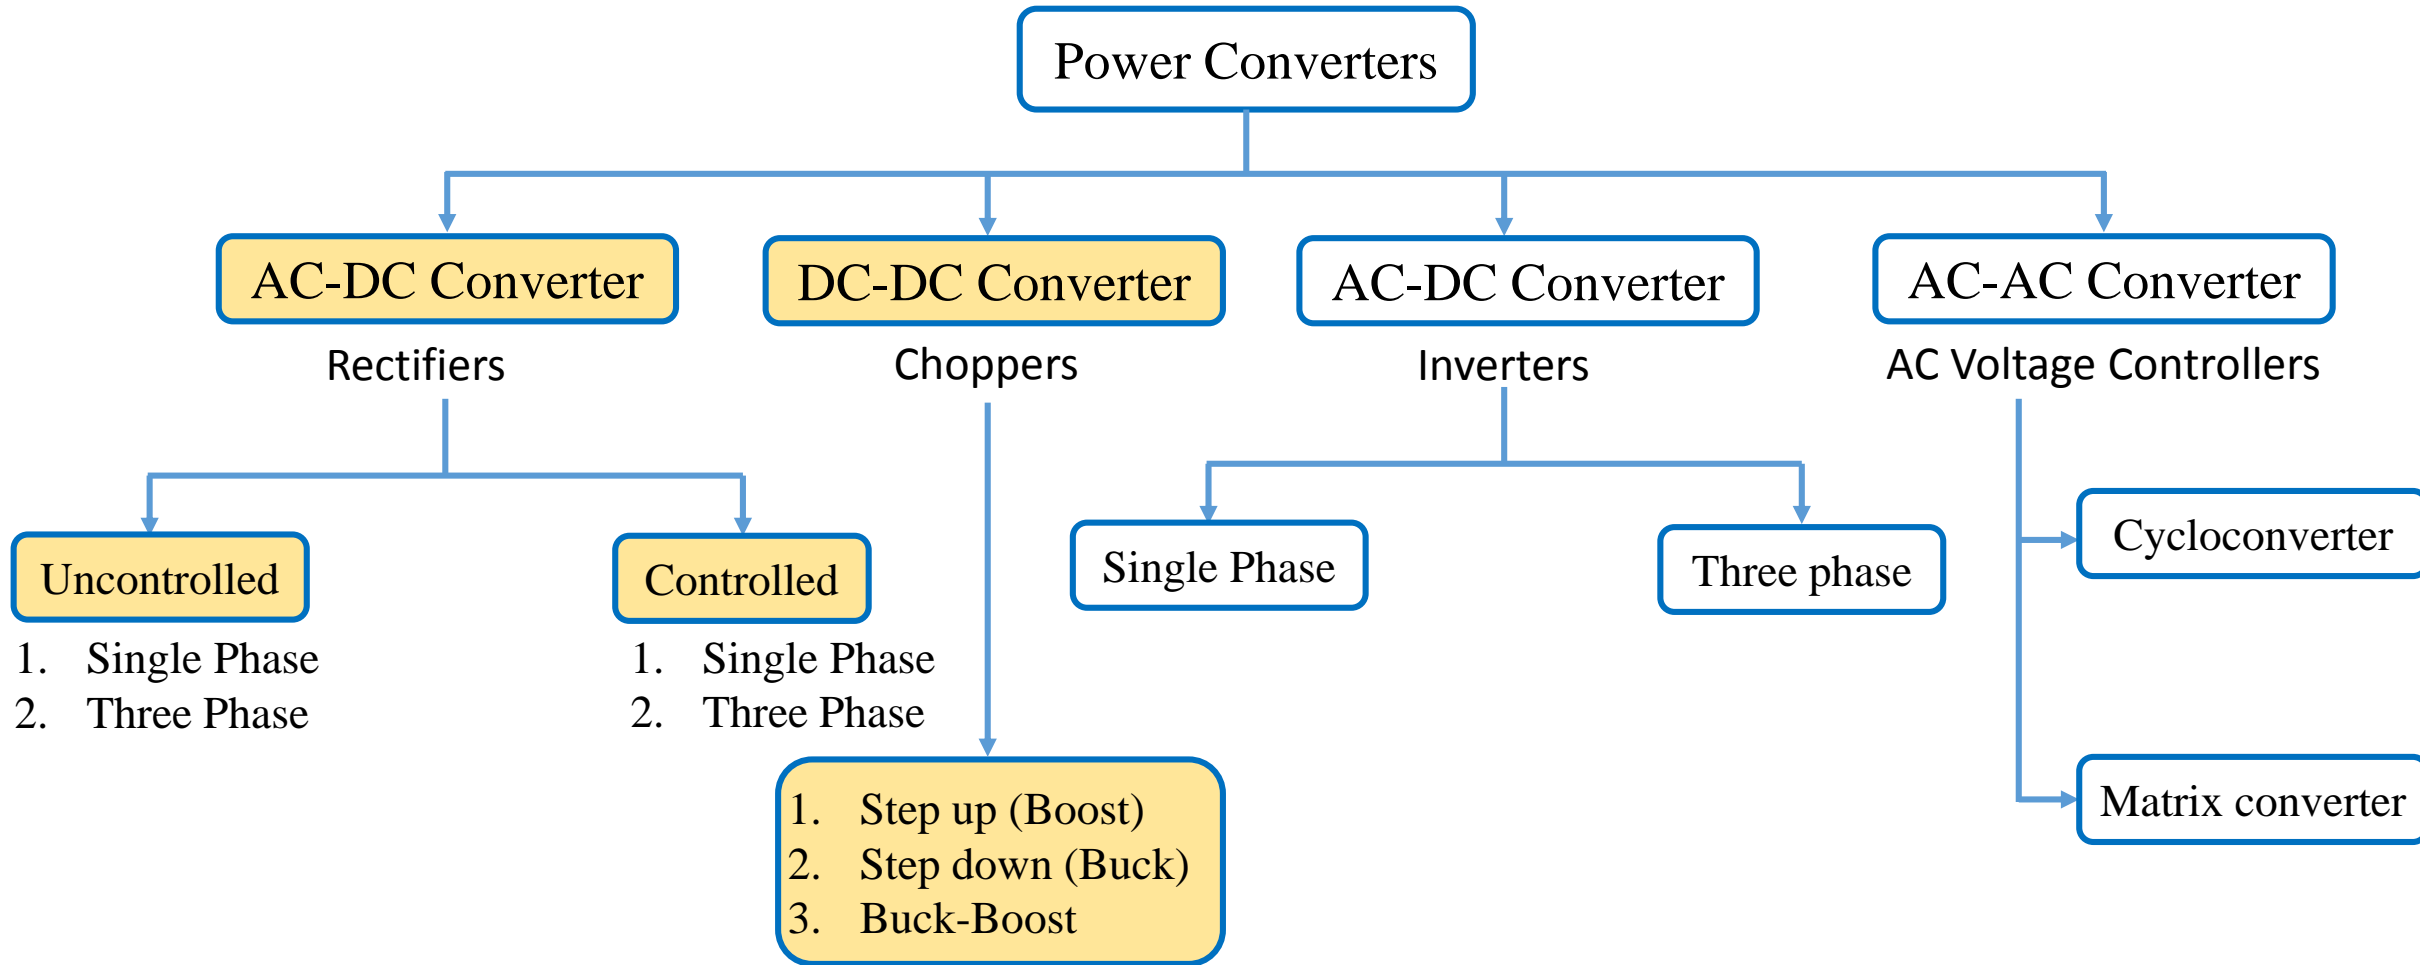 Power Converters
AC-DC Converter
DC-DC Converter
AC-DC Converter
AC-AC Converter
Rectifiers
Choppers
Inverters
AC Voltage Controllers
Uncontrolled
1. Single Phase
2. Three Phase
Controlled
1. Single Phase
2. Three Phase
1. Step up (Boost)
2. Step down (Buck)
3. Buck-Boost
Single Phase
Three phase
Cycloconverter
Matrix converter